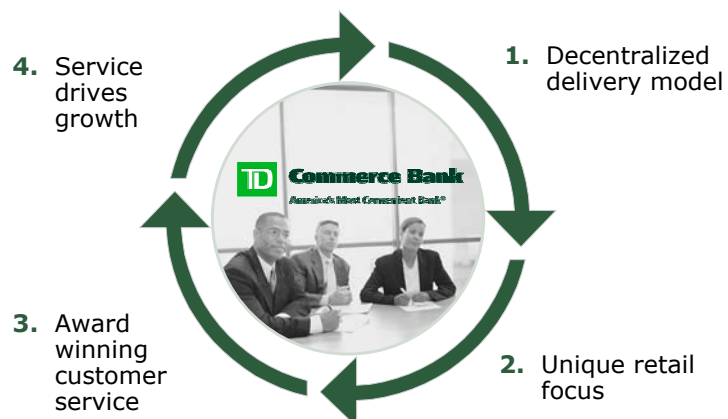 1. Decentralized
delivery model
2. Unique retail
focus
3. Award
winning
customer
service
4. Service
drives
growth
TD Commerce Bank
America's Most Convenient Bank®